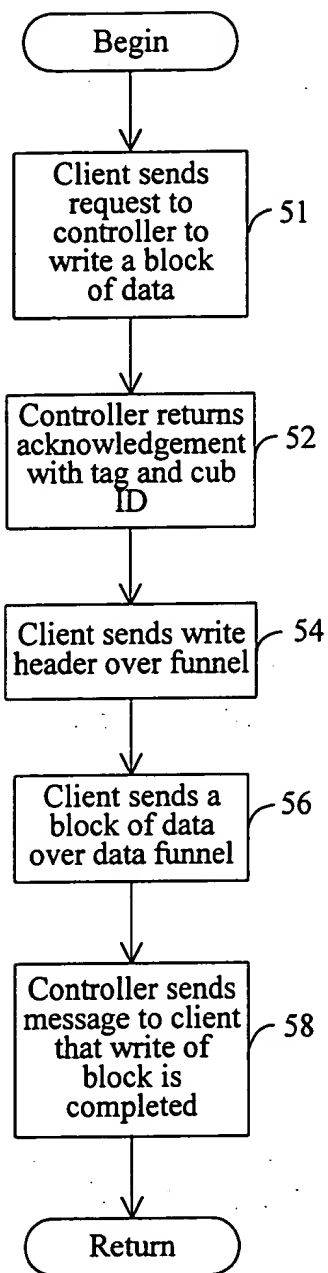 Begin
Client sends
request to
controller to
write a block
of data
51
Controller returns
acknowledgement
with tag and cub
ID
52
Client sends write
header over funnel
54
Client sends a
block of data
over data funnel
56
Controller sends
message to client
that write of
block is
completed
58
Return